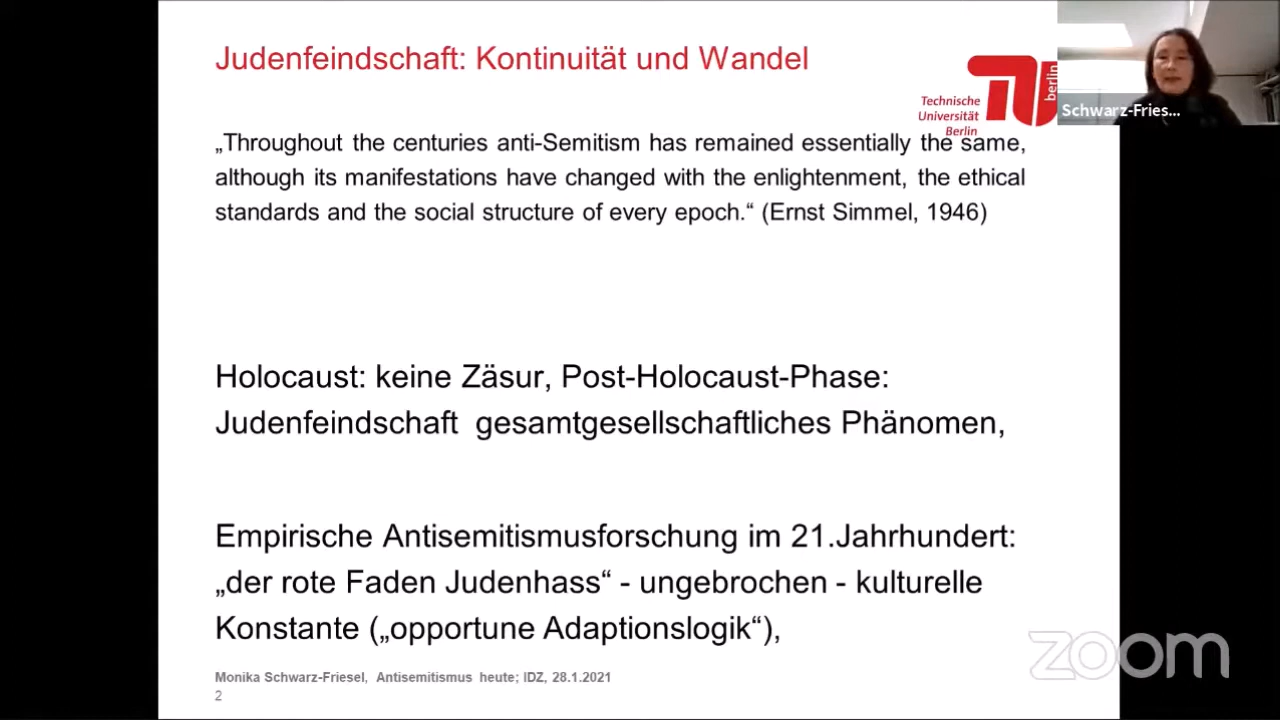 Judenfeindschaft: Kontinuität und Wandel
Technische
Universität
Berlin
berlin
Schwarz-Fries...
„Throughout the centuries anti-Semitism has remained essentially the same,
although its manifestations have changed with the enlightenment, the ethical
standards and the social structure of every epoch.“ (Ernst Simmel, 1946)
Holocaust: keine Zäsur, Post-Holocaust-Phase:
Judenfeindschaft gesamtgesellschaftliches Phänomen,
Empirische Antisemitismusforschung im 21.Jahrhundert:
„der rote Faden Judenhass“ - ungebrochen - kulturelle
Konstante („opportune Adaptionslogik“),
Monika Schwarz-Friesel, Antisemitismus heute; IDZ, 28.1.2021
2
zoom